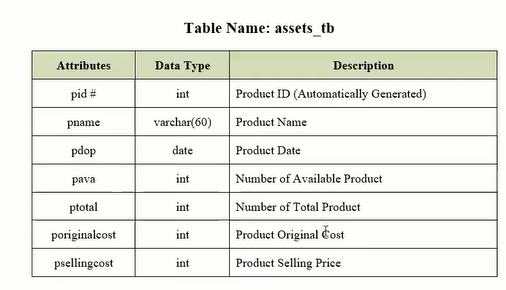 Table Name: assets_tb
Attributes Data Type Description
pid # int Product ID (Automatically Generated)
pname varchar(60) Product Name
pdop date Product Date
pava int Number of Available Product
ptotal int Number of Total Product
poriginalcost int Product Original Cost
psellingcost int Product Selling Price